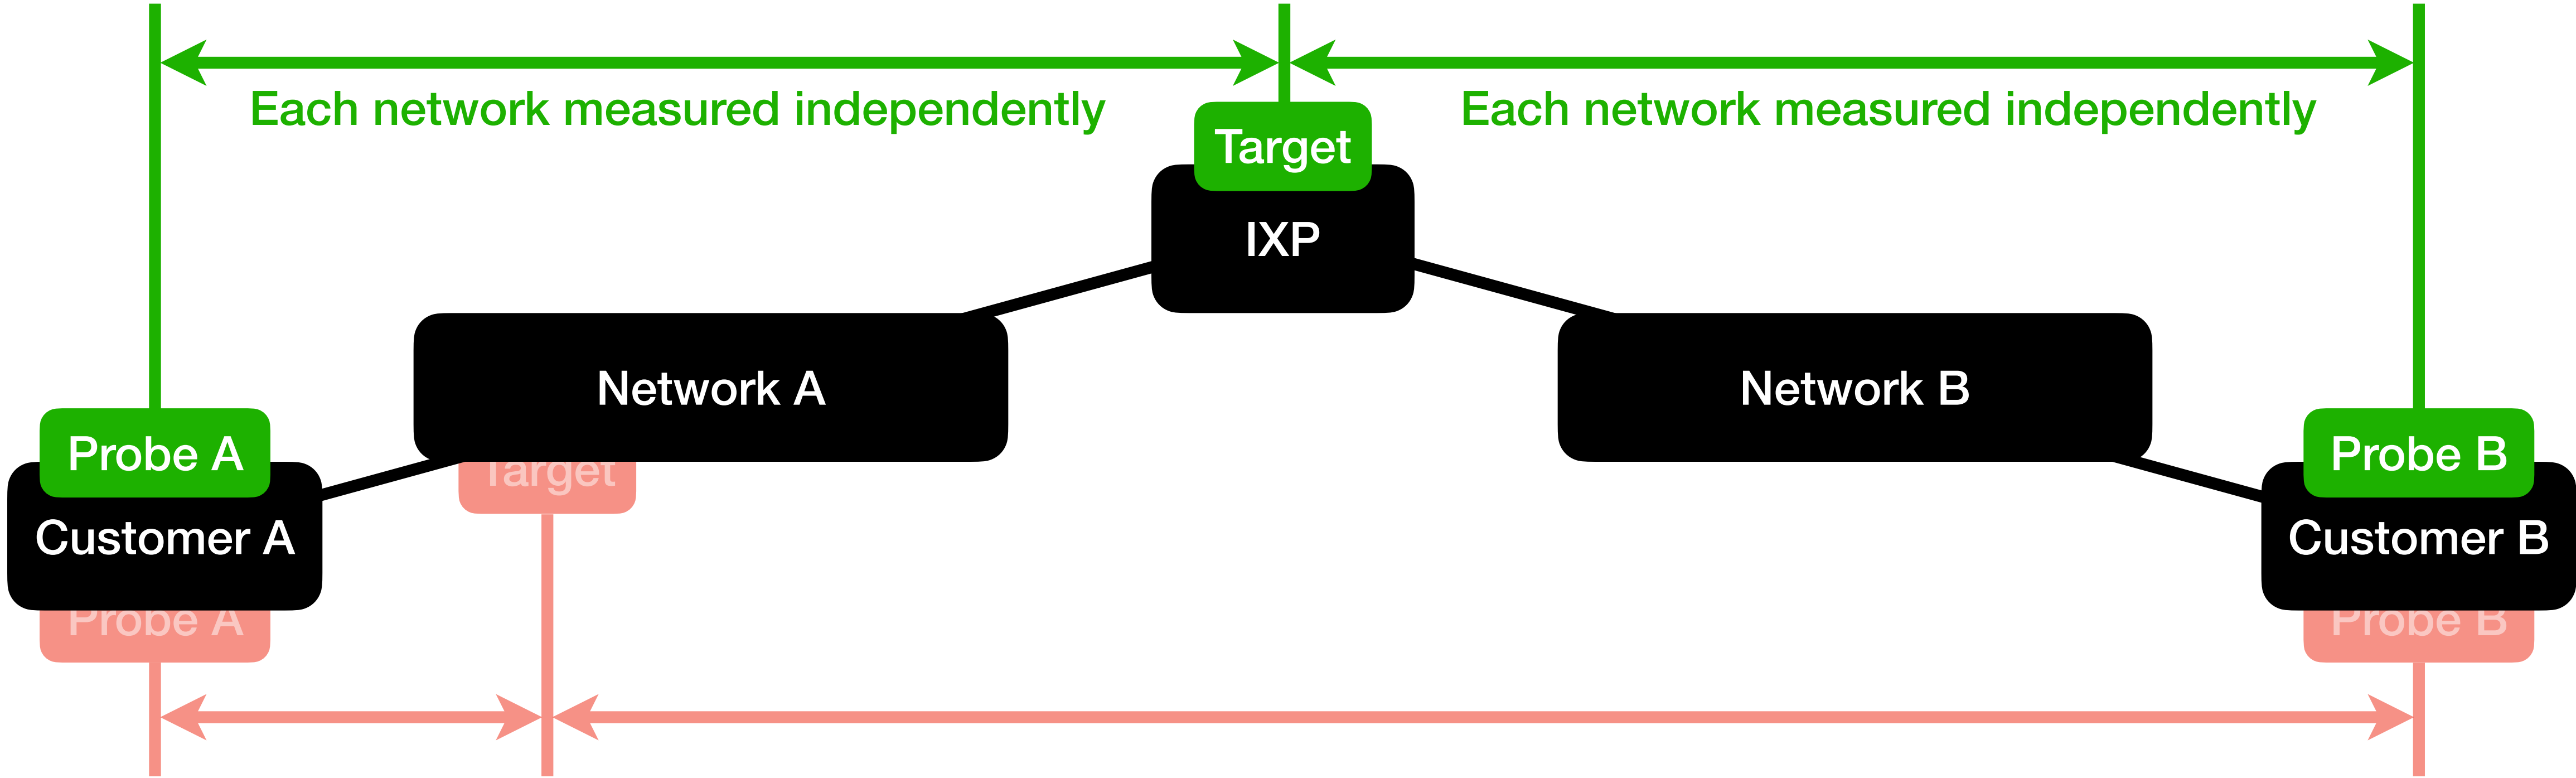 Each network measured independently
Each network measured independently
Target
IXP
Network A
Network B
Probe A
Probe B
Target
Customer A
Customer B
Probe A
Probe B